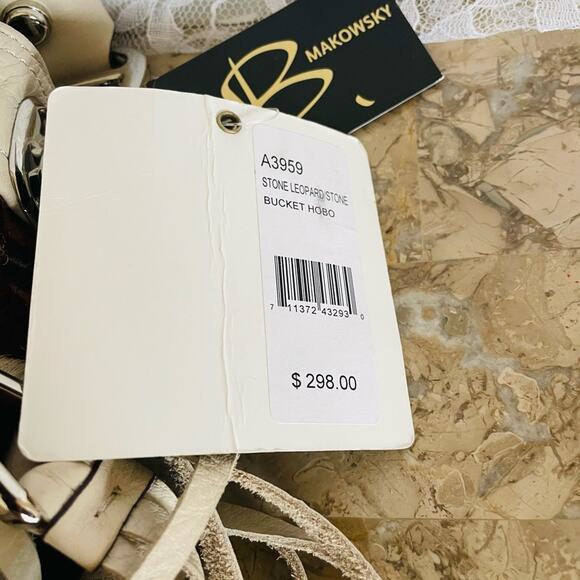 B
MAKOWSKY
A3959
STONE LEOPARD/STONE
BUCKET HOBO
7 11372 43293 0
$ 298.00